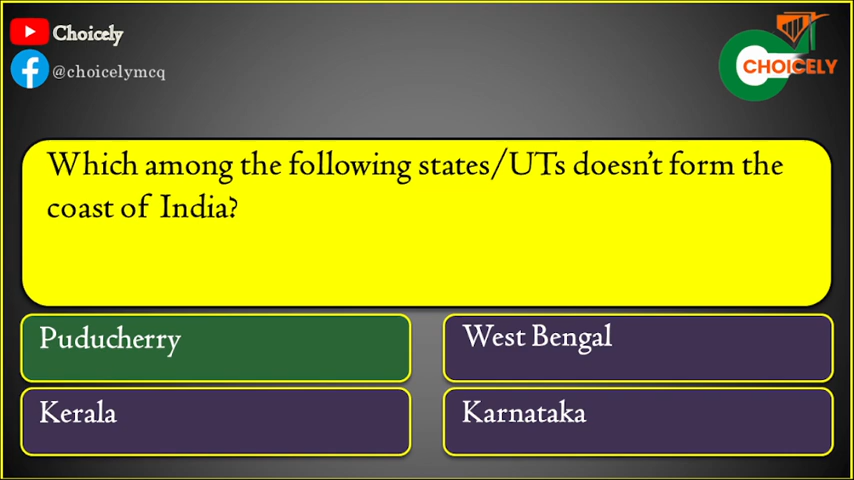 Choicely
@choicelymcq
CHOICELY
Which among the following states/UTs doesn't form the
coast of India?
Puducherry
West Bengal
Kerala
Karnataka